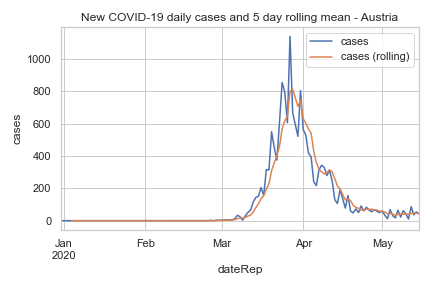 New COVID-19 daily cases and 5 day rolling mean - Austria
cases
cases (rolling)
1000
800
600
400
200
0
cases
Jan
2020
Feb
Mar
Apr
May
dateRep